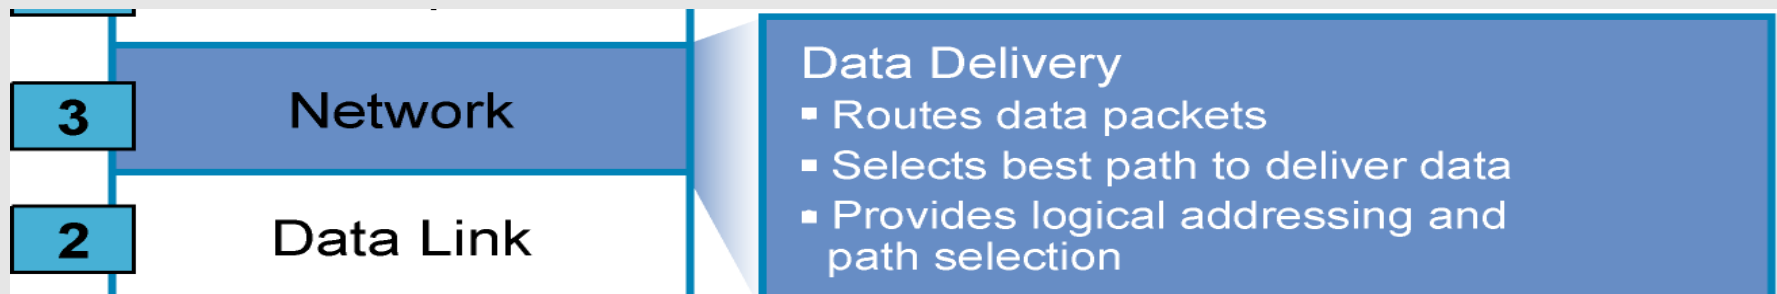 3
Network
2
Data Link
Data Delivery
▪ Routes data packets
▪ Selects best path to deliver data
▪ Provides logical addressing and
path selection